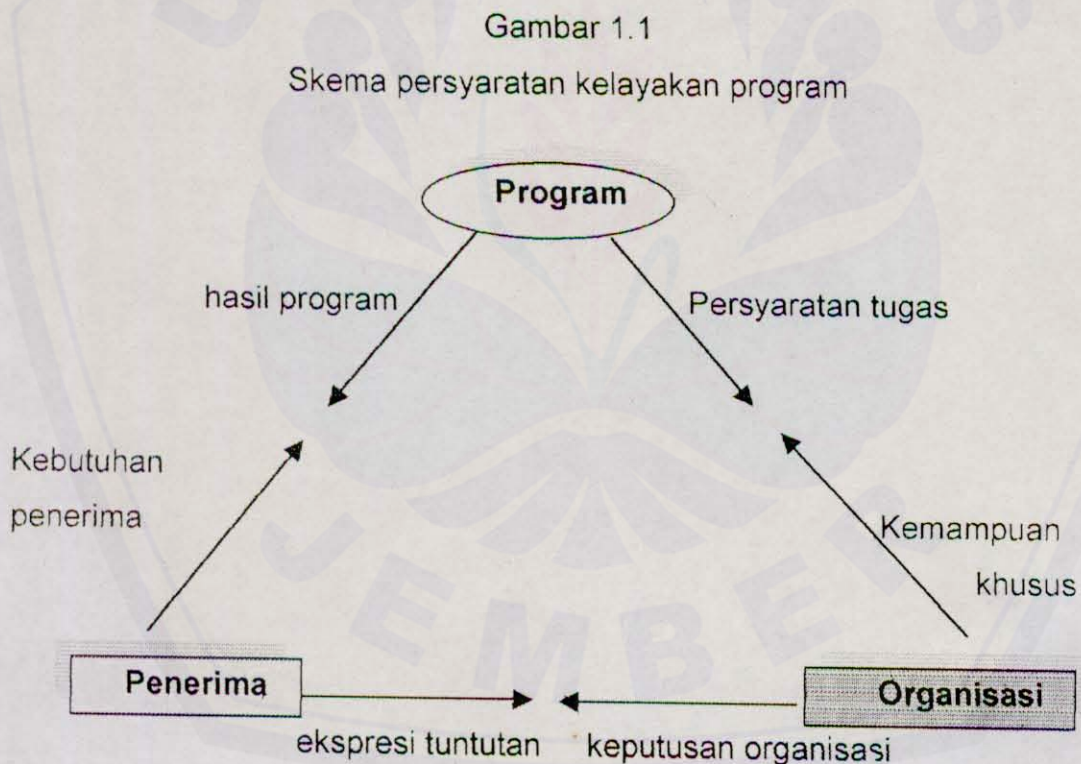 Gambar 1.1
Skema persyaratan kelayakan program
Program
hasil program
Persyaratan tugas
Kebutuhan
penerima
Kemampuan
khusus
Penerima
Organisasi
ekspresi tuntutan
keputusan organisasi
JEMBER